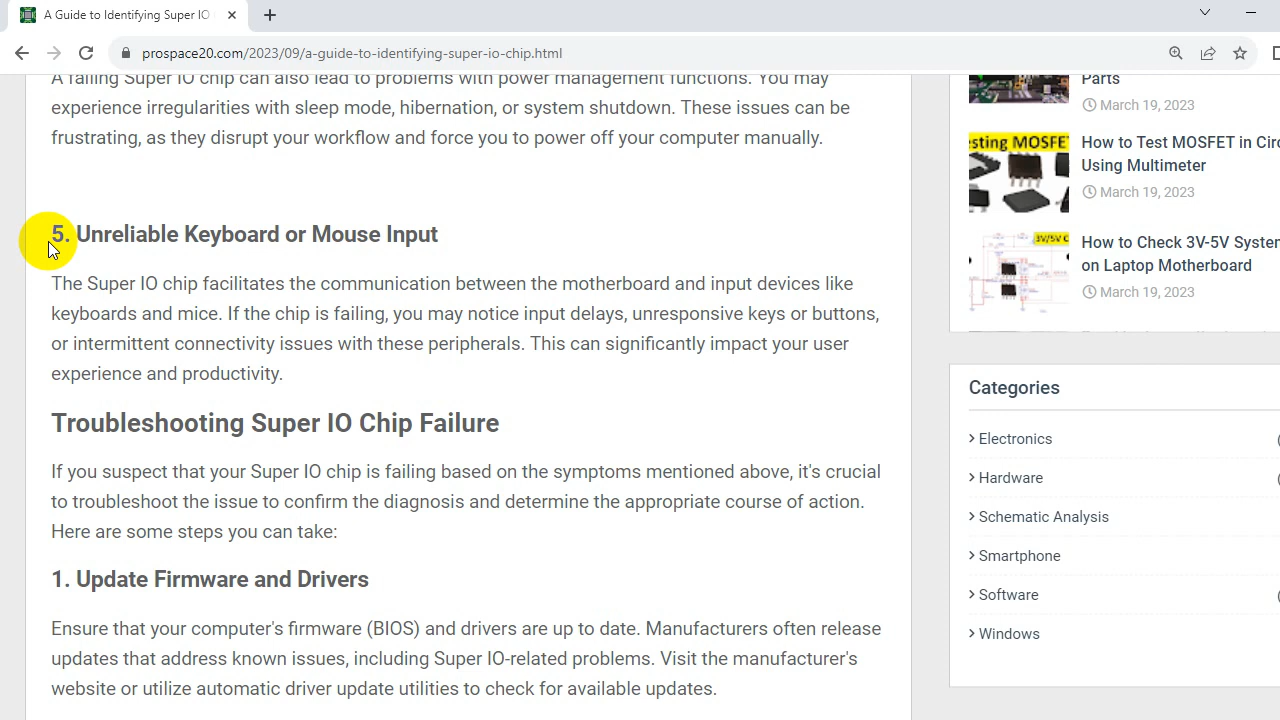 A Guide to Identifying Super IO
prospace20.com/2023/09/a-guide-to-identifying-super-io-chip.html
A failing Super IO chip can also lead to problems with power management functions. You may
experience irregularities with sleep mode, hibernation, or system shutdown. These issues can be
frustrating, as they disrupt your workflow and force you to power off your computer manually.
5. Unreliable Keyboard or Mouse Input
The Super IO chip facilitates the communication between the motherboard and input devices like
keyboards and mice. If the chip is failing, you may notice input delays, unresponsive keys or buttons,
or intermittent connectivity issues with these peripherals. This can significantly impact your user
experience and productivity.
Troubleshooting Super IO Chip Failure
If you suspect that your Super IO chip is failing based on the symptoms mentioned above, it's crucial
to troubleshoot the issue to confirm the diagnosis and determine the appropriate course of action.
Here are some steps you can take:
1. Update Firmware and Drivers
Ensure that your computer's firmware (BIOS) and drivers are up to date. Manufacturers often release
updates that address known issues, including Super IO-related problems. Visit the manufacturer's
website or utilize automatic driver update utilities to check for available updates.
Parts
March 19, 2023
esting MOSFET
How to Test MOSFET in Circ
Using Multimeter
March 19, 2023
3V/5V C
How to Check 3V-5V System
on Laptop Motherboard
March 19, 2023
Categories
Electronics
Hardware
Schematic Analysis
Smartphone
Software
Windows